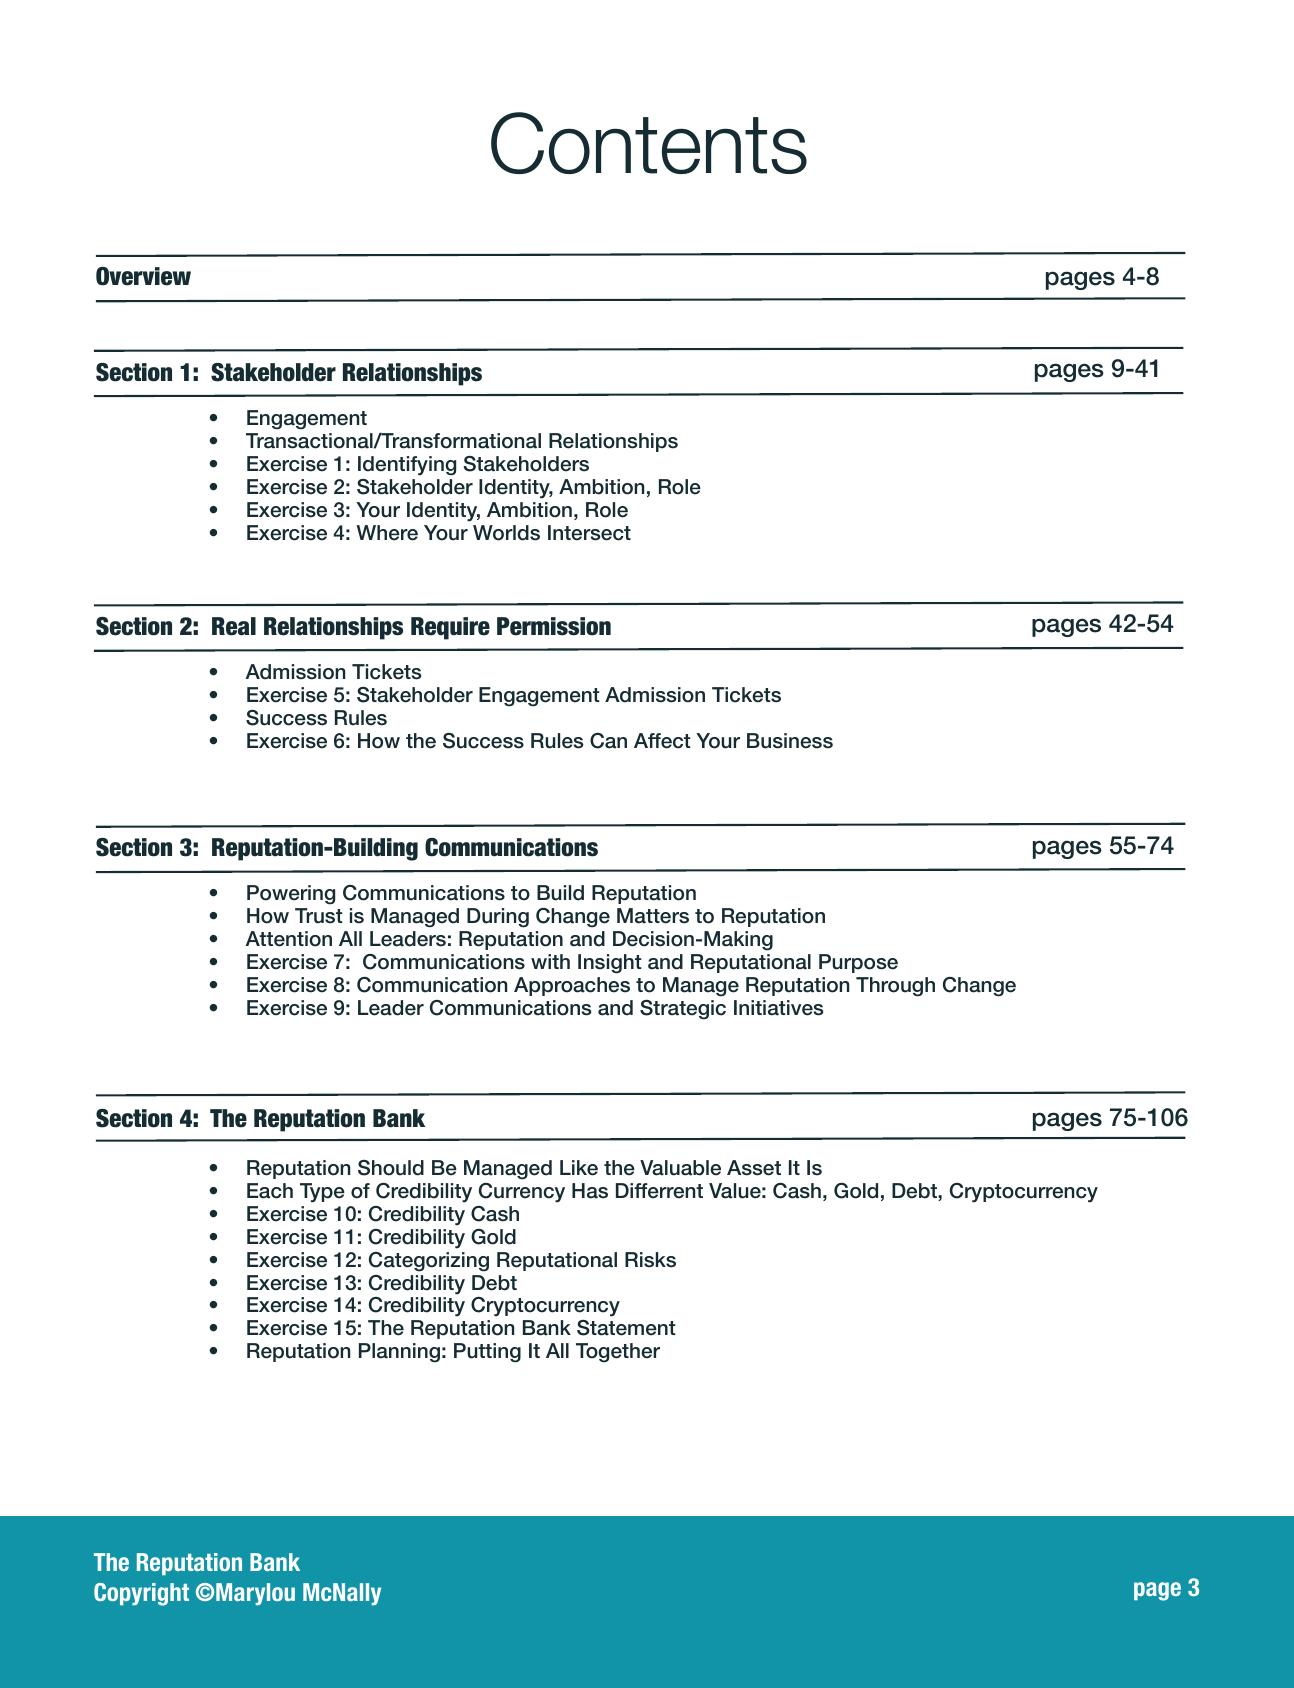 Contents
Overview pages 4-8
Section 1:  Stakeholder Relationships pages 9-41
• Engagement
• Transactional/Transformational Relationships
• Exercise 1: Identifying Stakeholders
• Exercise 2: Stakeholder Identity, Ambition, Role
• Exercise 3: Your Identity, Ambition, Role
• Exercise 4: Where Your Worlds Intersect
Section 2:  Real Relationships Require Permission pages 42-54
• Admission Tickets
• Exercise 5: Stakeholder Engagement Admission Tickets
• Success Rules
• Exercise 6: How the Success Rules Can Affect Your Business
Section 3:  Reputation-Building Communications pages 55-74
• Powering Communications to Build Reputation
• How Trust is Managed During Change Matters to Reputation
• Attention All Leaders: Reputation and Decision-Making
• Exercise 7:  Communications with Insight and Reputational Purpose
• Exercise 8: Communication Approaches to Manage Reputation Through Change
• Exercise 9: Leader Communications and Strategic Initiatives
Section 4:  The Reputation Bank pages 75-106
• Reputation Should Be Managed Like the Valuable Asset It Is
• Each Type of Credibility Currency Has Differrent Value: Cash, Gold, Debt, Cryptocurrency
• Exercise 10: Credibility Cash
• Exercise 11: Credibility Gold
• Exercise 12: Categorizing Reputational Risks
• Exercise 13: Credibility Debt
• Exercise 14: Credibility Cryptocurrency
• Exercise 15: The Reputation Bank Statement
• Reputation Planning: Putting It All Together
The Reputation Bank
Copyright ©Marylou McNally
page 3